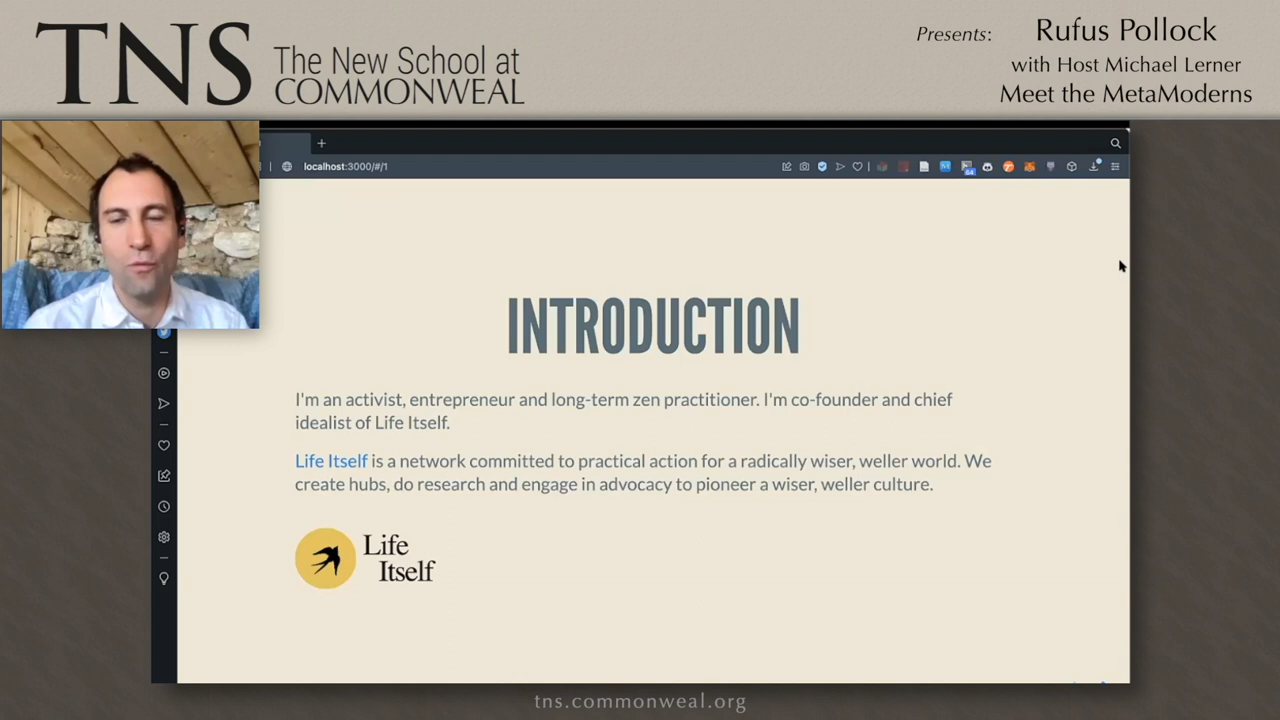 TNS
The New School at
COMMONWEAL
Presents: Rufus Pollock
with Host Michael Lerner
Meet the MetaModerns
localhost:3000/#/1
64
INTRODUCTION
I'm an activist, entrepreneur and long-term zen practitioner. I'm co-founder and chief
idealist of Life Itself.
Life Itself is a network committed to practical action for a radically wiser, weller world. We
create hubs, do research and engage in advocacy to pioneer a wiser, weller culture.
Life
Itself
tns.commonweal.org